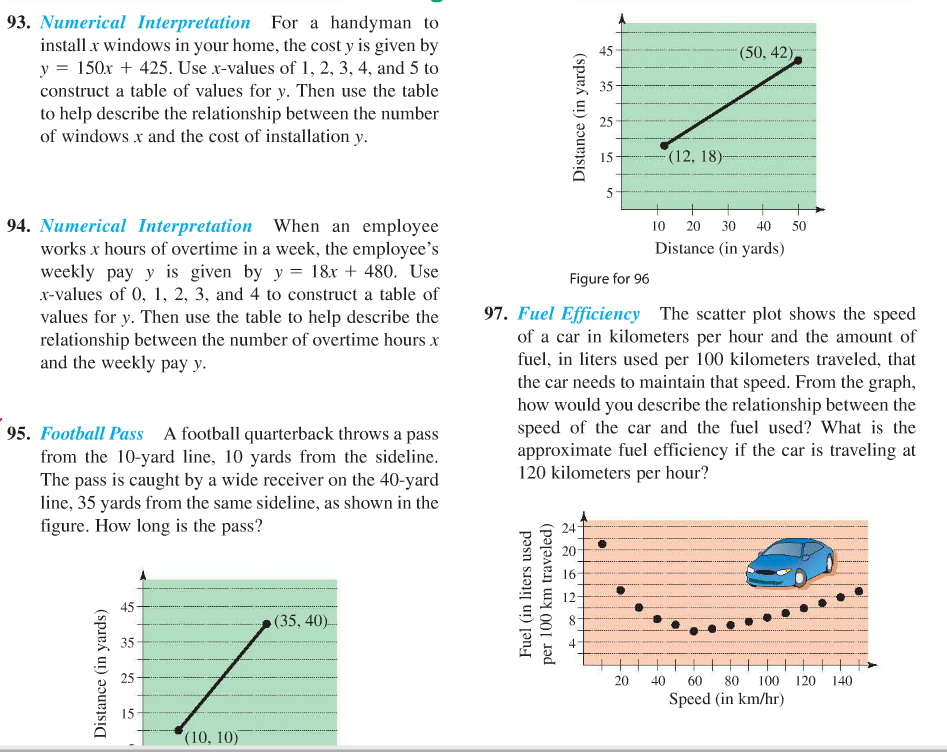 93. Numerical Interpretation For a handyman to
install x windows in your home, the cost y is given by
y = 150x + 425. Use x-values of 1, 2, 3, 4, and 5 to
construct a table of values for y. Then use the table
to help describe the relationship between the number
of windows x and the cost of installation y.
94. Numerical Interpretation When an employee
works x hours of overtime in a week, the employee's
weekly pay y is given by y = 18x + 480. Use
x-values of 0, 1, 2, 3, and 4 to construct a table of
values for y. Then use the table to help describe the
relationship between the number of overtime hours x
and the weekly pay y.
95. Football Pass A football quarterback throws a pass
from the 10-yard line, 10 yards from the sideline.
The pass is caught by a wide receiver on the 40-yard
line, 35 yards from the same sideline, as shown in the
figure. How long is the pass?
Distance (in yards)
45
35
25
15
(35, 40)
(10, 10)
Distance (in yards)
45
35
25
15
5
(50, 42)
(12, 18)
10 20 30 40 50
Distance (in yards)
Figure for 96
97. Fuel Efficiency The scatter plot shows the speed
of a car in kilometers per hour and the amount of
fuel, in liters used per 100 kilometers traveled, that
the car needs to maintain that speed. From the graph,
how would you describe the relationship between the
speed of the car and the fuel used? What is the
approximate fuel efficiency if the car is traveling at
120 kilometers per hour?
Fuel (in liters used
per 100 km traveled)
24
20
16
12
8
4
20 40 60 80 100 120 140
Speed (in km/hr)